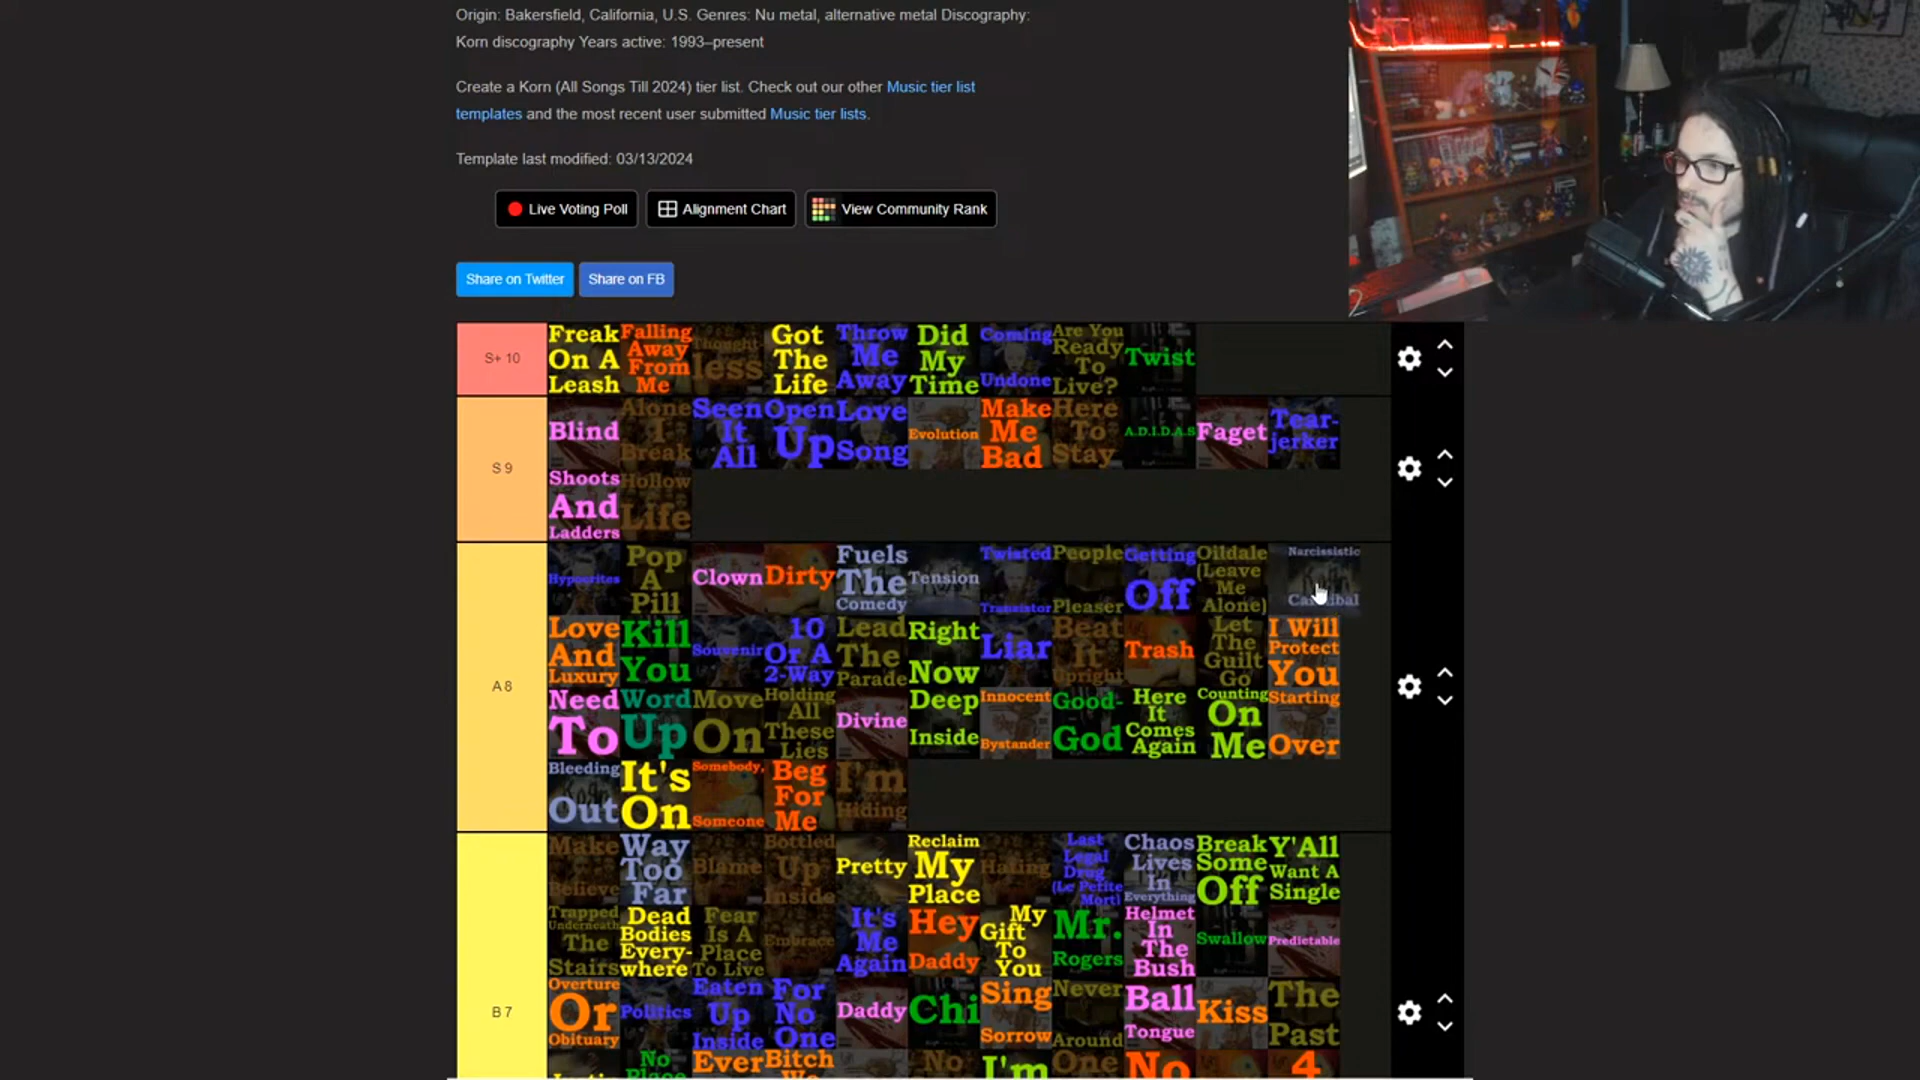 Origin: Bakersfield, California, U.S. Genres: Nu metal, alternative metal Discography:
Korn discography Years active: 1993–present
Create a Korn (All Songs Till 2024) tier list. Check out our other Music tier list
templates and the most recent user submitted Music tier lists.
Template last modified: 03/13/2024
Live Voting Poll
Alignment Chart
View Community Rank
Share on Twitter
Share on FB
S+ 10
Freak On A Leash
Falling Away From Me
Thought-less
Got The Life
Throw Me Away
Did My Time
Coming Undone
Are You Ready To Live?
Twist
S 9
Blind
Alone I Break
Seen It All
Open Up
Love Song
Evolution
Make Me Bad
Here To Stay
A.D.I.D.A.S
Faget
Tear-jerker
Shoots And Ladders
Hollow Life
A 8
Hypocrites
Pop A Pill
Clown
Dirty
Fuels The Comedy
Tension
Twisted Transistor
People Pleaser
Getting Off
Oildale (Leave Me Alone)
Narcissistic Cannibal
Love And Luxury
Kill You
Souvenir
10 Or A 2-Way
Lead The Parade
Right Now
Liar
Beat It Upright
Trash
Let The Guilt Go
I Will Protect You
Need To
Word Up
Move On
Holding All These Lies
Divine
Deep Inside
Innocent Bystander
Good-God
Here It Comes Again
Counting On Me
Starting Over
Bleeding Out
It's On
Somebody, Someone
Beg For Me
I'm Hiding
B 7
Make Believe
Way Too Far
Blame
Bottled Up Inside
Pretty
Reclaim My Place
Hating
Last Legal Drug (Le Petite Mort)
Chaos Lives In Everything
Break Some Off
Y'All Want A Single
Trapped Underneath The Stairs
Dead Bodies Every-where
Fear Is A Place To Live
Embrace
It's Me Again
Hey Daddy
My Gift To You
Mr. Rogers
Helmet In The Bush
Swallow
Predictable
Overture Or Obituary
Politics
Eaten Up Inside
For No One
Daddy
Chi
Sing Sorrow
Never Around
Ball Tongue
Kiss
The Past
No Place
Ever
Bitch We
No
I'm
One
No
4